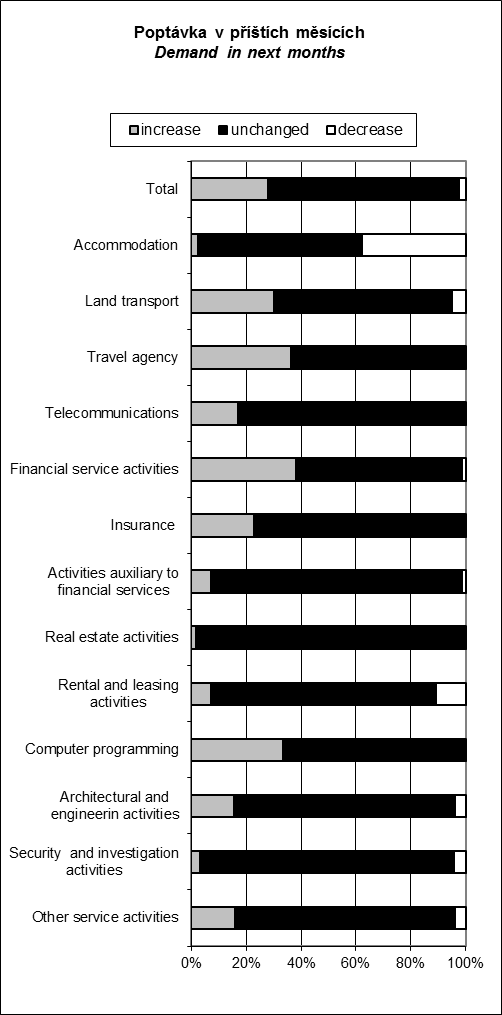 Poptávka v příštích měsících
Demand in next months
increase unchanged decrease
Total
Accommodation
Land transport
Travel agency
Telecommunications
Financial service activities
Insurance
Activities auxiliary to
financial services
Real estate activities
Rental and leasing
activities
Computer programming
Architectural and
engineerin activities
Security and investigation
activities
Other service activities
0% 20% 40% 60% 80% 100%